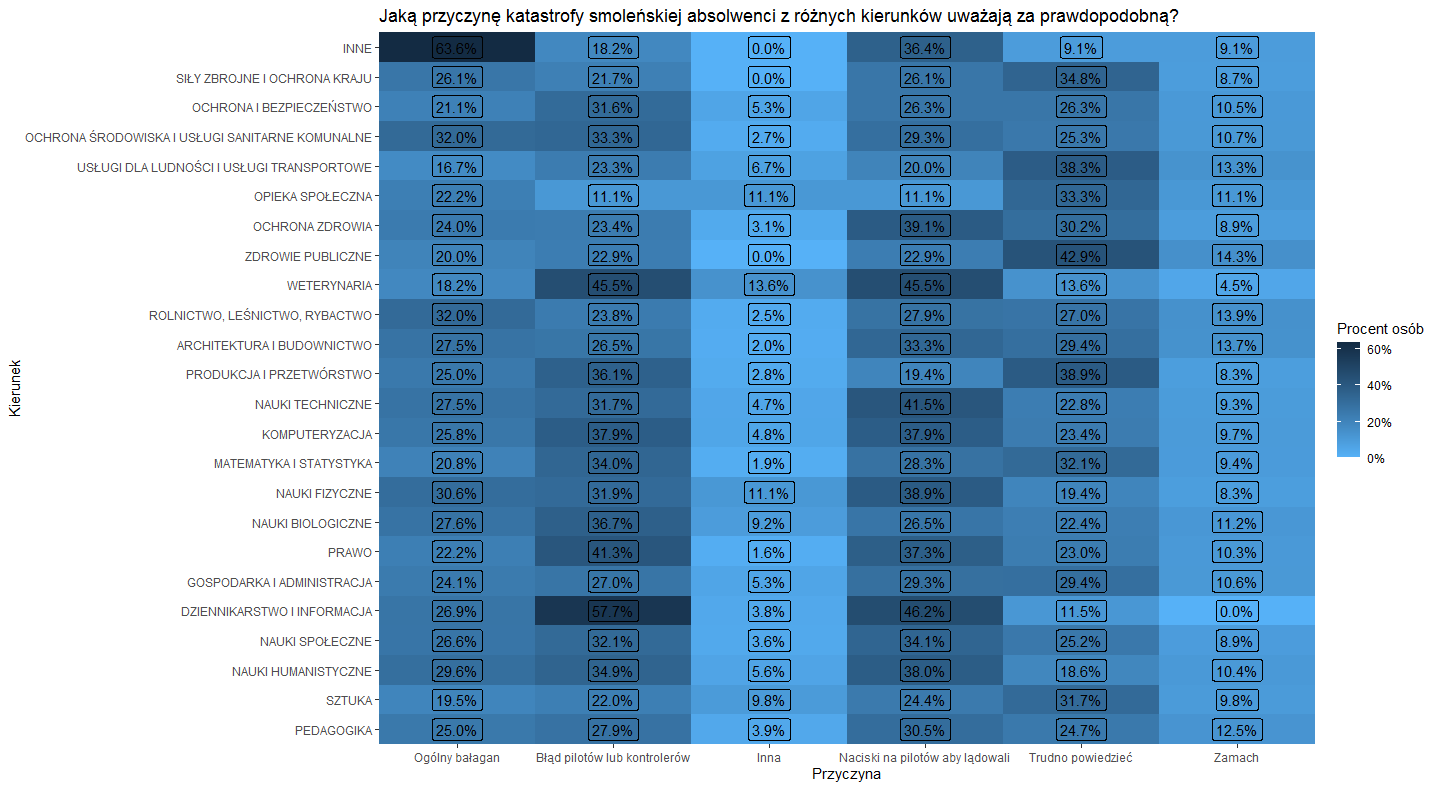 Jaką przyczynę katastrofy smoleńskiej absolwenci z różnych kierunków uważają za prawdopodobną?
INNE 63.6% 18.2% 0.0% 36.4% 9.1% 9.1%
SIŁY ZBROJNE I OCHRONA KRAJU 26.1% 21.7% 0.0% 26.1% 34.8% 8.7%
OCHRONA I BEZPIECZEŃSTWO 21.1% 31.6% 5.3% 26.3% 26.3% 10.5%
OCHRONA ŚRODOWISKA I USŁUGI SANITARNE KOMUNALNE 32.0% 33.3% 2.7% 29.3% 25.3% 10.7%
USŁUGI DLA LUDNOŚCI I USŁUGI TRANSPORTOWE 16.7% 23.3% 6.7% 20.0% 38.3% 13.3%
OPIEKA SPOŁECZNA 22.2% 11.1% 11.1% 11.1% 33.3% 11.1%
OCHRONA ZDROWIA 24.0% 23.4% 3.1% 39.1% 30.2% 8.9%
ZDROWIE PUBLICZNE 20.0% 22.9% 0.0% 22.9% 42.9% 14.3%
WETERYNARIA 18.2% 45.5% 13.6% 45.5% 13.6% 4.5%
ROLNICTWO, LEŚNICTWO, RYBACTWO 32.0% 23.8% 2.5% 27.9% 27.0% 13.9%
ARCHITEKTURA I BUDOWNICTWO 27.5% 26.5% 2.0% 33.3% 29.4% 13.7%
PRODUKCJA I PRZETWÓRSTWO 25.0% 36.1% 2.8% 19.4% 38.9% 8.3%
NAUKI TECHNICZNE 27.5% 31.7% 4.7% 41.5% 22.8% 9.3%
KOMPUTERYZACJA 25.8% 37.9% 4.8% 37.9% 23.4% 9.7%
MATEMATYKA I STATYSTYKA 20.8% 34.0% 1.9% 28.3% 32.1% 9.4%
NAUKI FIZYCZNE 30.6% 31.9% 11.1% 38.9% 19.4% 8.3%
NAUKI BIOLOGICZNE 27.6% 36.7% 9.2% 26.5% 22.4% 11.2%
PRAWO 22.2% 41.3% 1.6% 37.3% 23.0% 10.3%
GOSPODARKA I ADMINISTRACJA 24.1% 27.0% 5.3% 29.3% 29.4% 10.6%
DZIENNIKARSTWO I INFORMACJA 26.9% 57.7% 3.8% 46.2% 11.5% 0.0%
NAUKI SPOŁECZNE 26.6% 32.1% 3.6% 34.1% 25.2% 8.9%
NAUKI HUMANISTYCZNE 29.6% 34.9% 5.6% 38.0% 18.6% 10.4%
SZTUKA 19.5% 22.0% 9.8% 24.4% 31.7% 9.8%
PEDAGOGIKA 25.0% 27.9% 3.9% 30.5% 24.7% 12.5%
Ogólny bałagan Błąd pilotów lub kontrolerów Inna Naciski na pilotów aby lądowali Trudno powiedzieć Zamach
Przyczyna
Kierunek
Procent osób
60%
40%
20%
0%